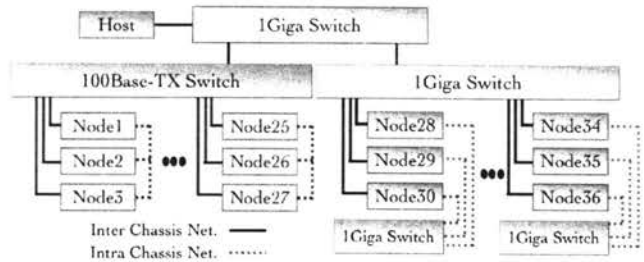 Host
1Giga Switch
100Base-TX Switch
1Giga Switch
Node1
Node25
Node28
Node34
Node2
Node26
Node29
Node35
Node3
Node27
Node30
Node36
Inter Chassis Net.
1Giga Switch
1Giga Switch
Intra Chassis Net.